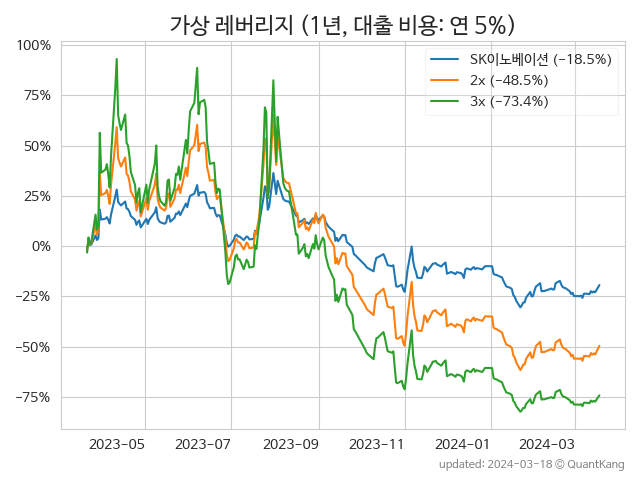 가상 레버리지 (1년, 대출 비용: 연 5%)
SK이노베이션 (−18.5%)
2x (−48.5%)
3x (−73.4%)
100%
75%
50%
25%
0%
−25%
−50%
−75%
2023-05 2023-07 2023-09 2023-11 2024-01 2024-03
updated: 2024-03-18 © QuantKang